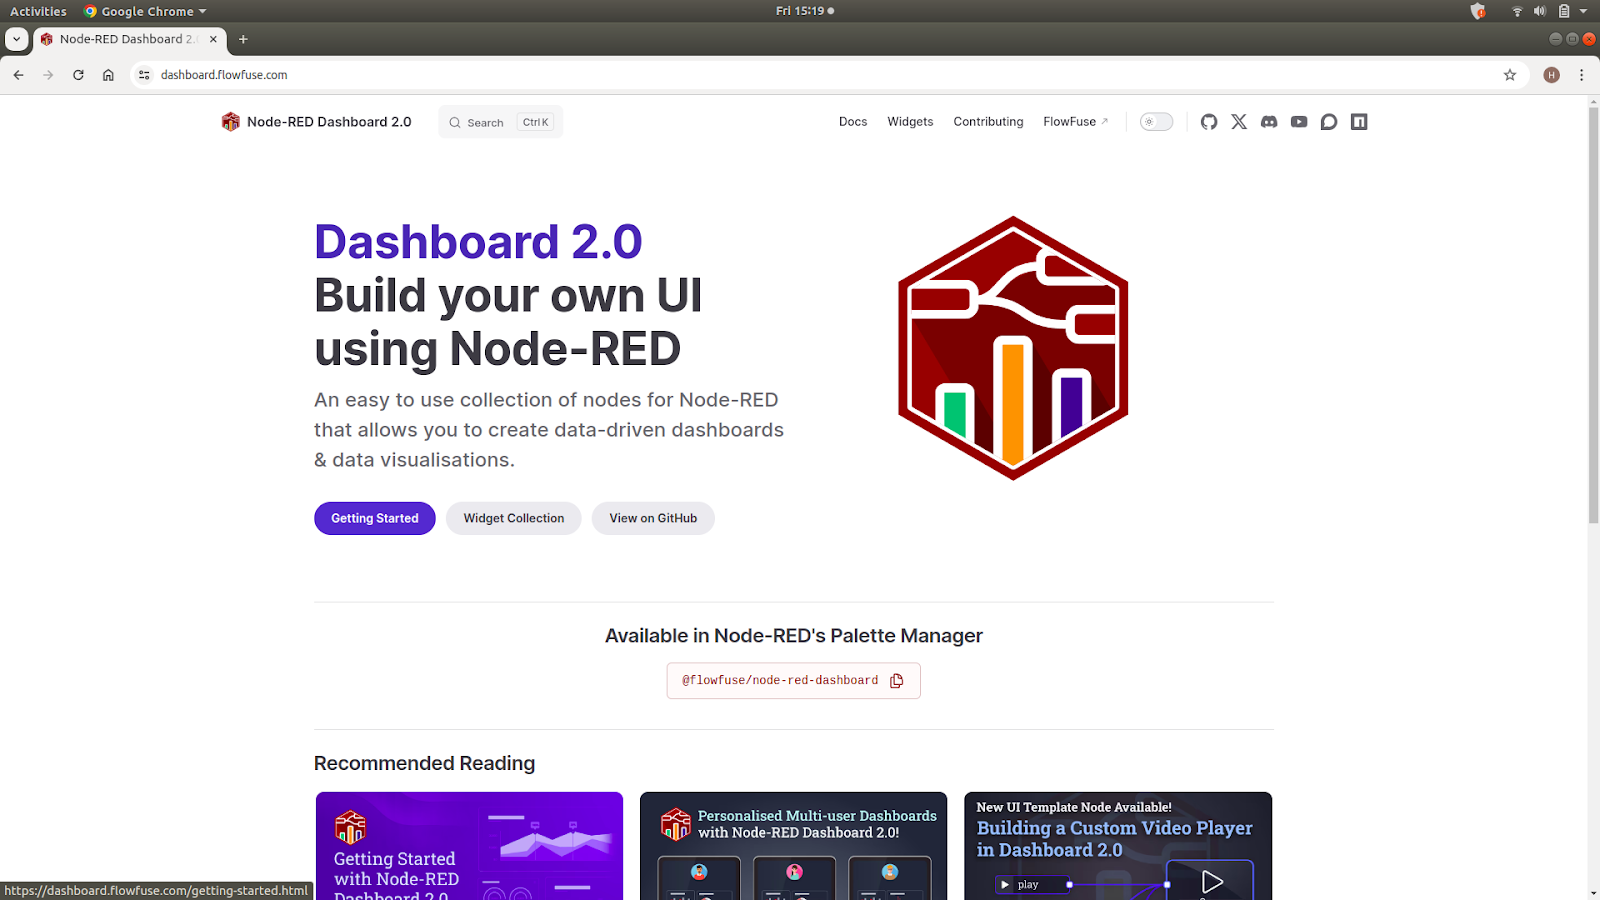 Activities
Google Chrome
Fri 15:19
Node-RED Dashboard 2.
dashboard.flowfuse.com
H
Node-RED Dashboard 2.0
Search
Ctrl K
Docs
Widgets
Contributing
FlowFuse
Dashboard 2.0
Build your own UI
using Node-RED
An easy to use collection of nodes for Node-RED
that allows you to create data-driven dashboards
& data visualisations.
Getting Started
Widget Collection
View on GitHub
Available in Node-RED's Palette Manager
@flowfuse/node-red-dashboard
Recommended Reading
Getting Started
with Node-RED
Dashboard 2.0
Personalised Multi-user Dashboards
with Node-RED Dashboard 2.0!
New UI Template Node Available!
Building a Custom Video Player
in Dashboard 2.0
play
https://dashboard.flowfuse.com/getting-started.html